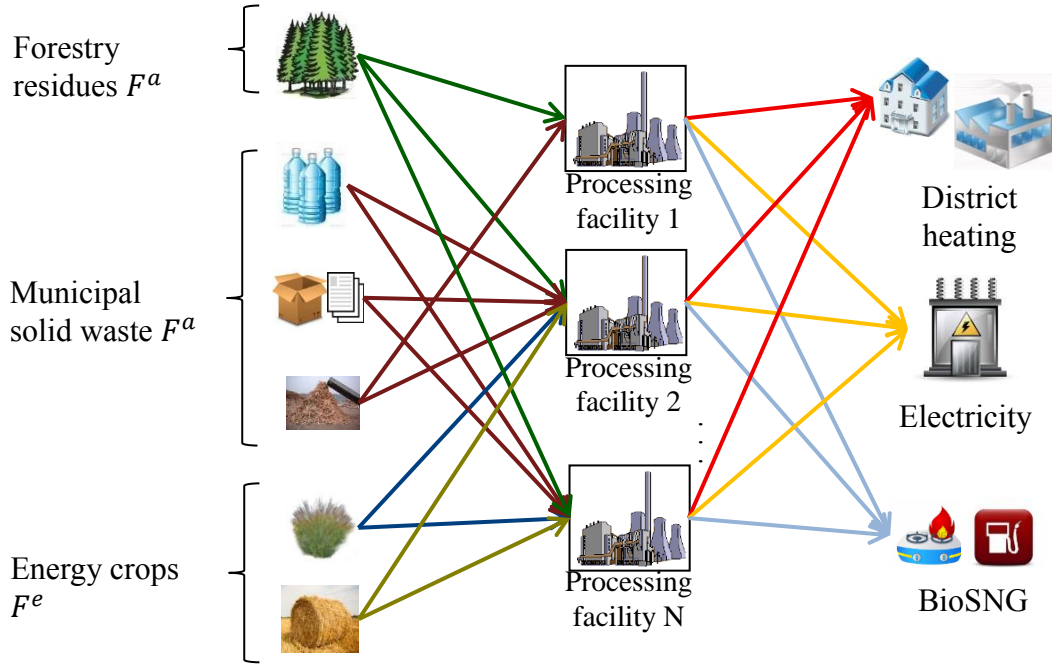 Forestry
residues F^a
Municipal
solid waste F^a
Energy crops
F^e
Processing
facility 1
Processing
facility 2
Processing
facility N
District
heating
Electricity
BioSNG